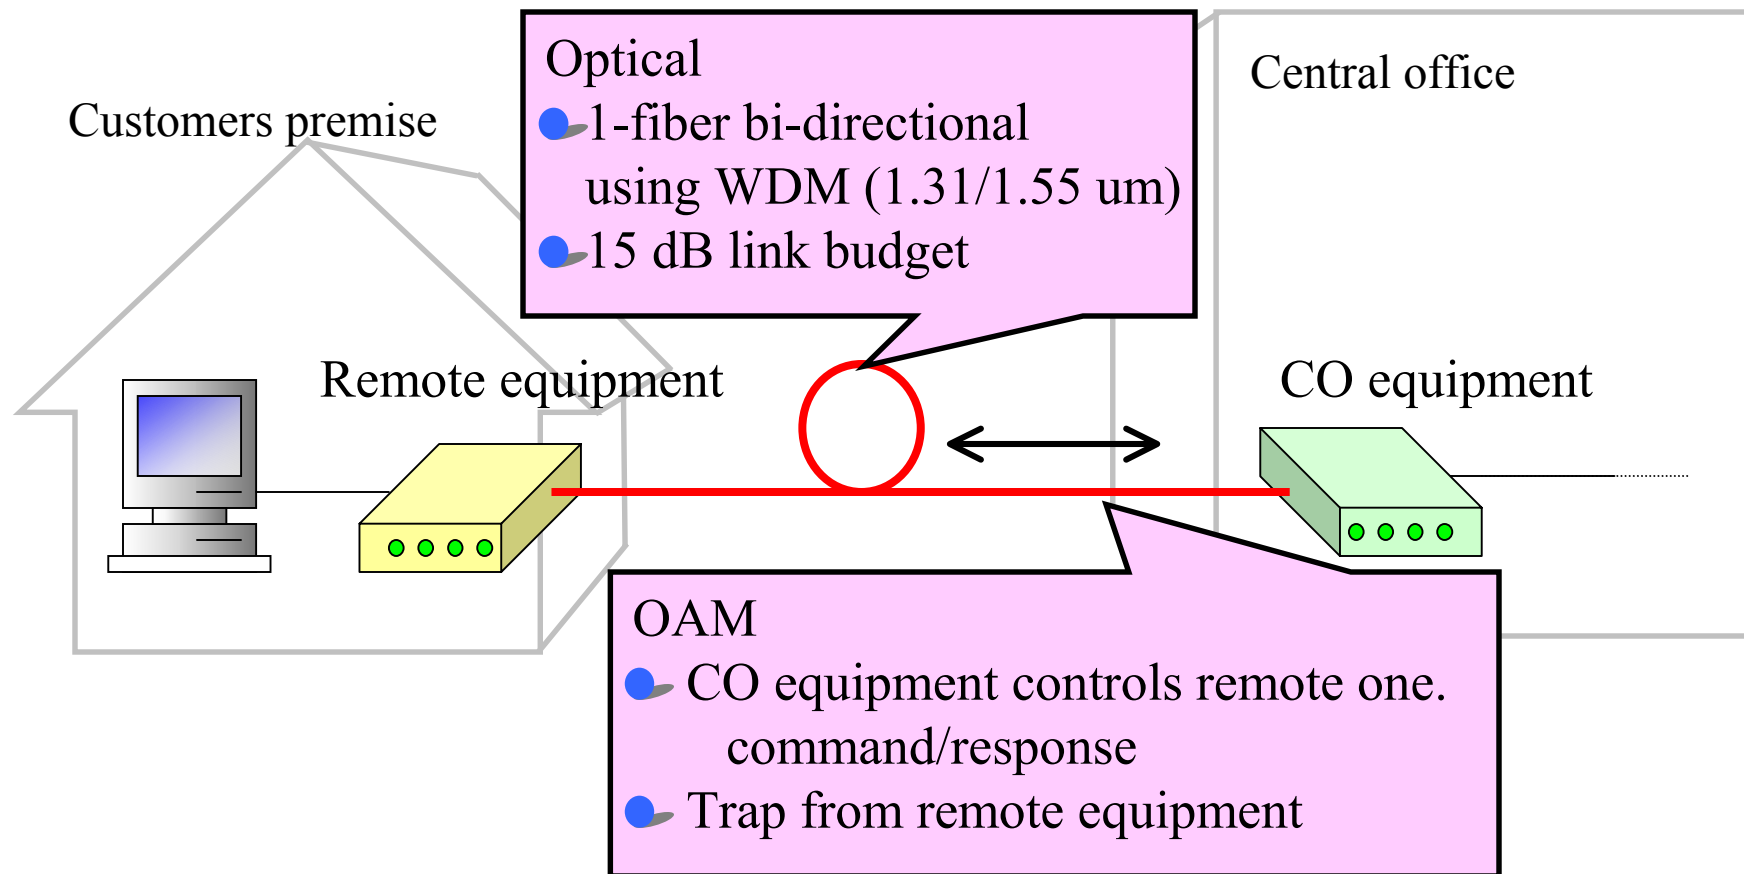 Optical
1-fiber bi-directional
using WDM (1.31/1.55 um)
15 dB link budget
Central office
Customers premise
Remote equipment
CO equipment
OAM
CO equipment controls remote one.
command/response
Trap from remote equipment